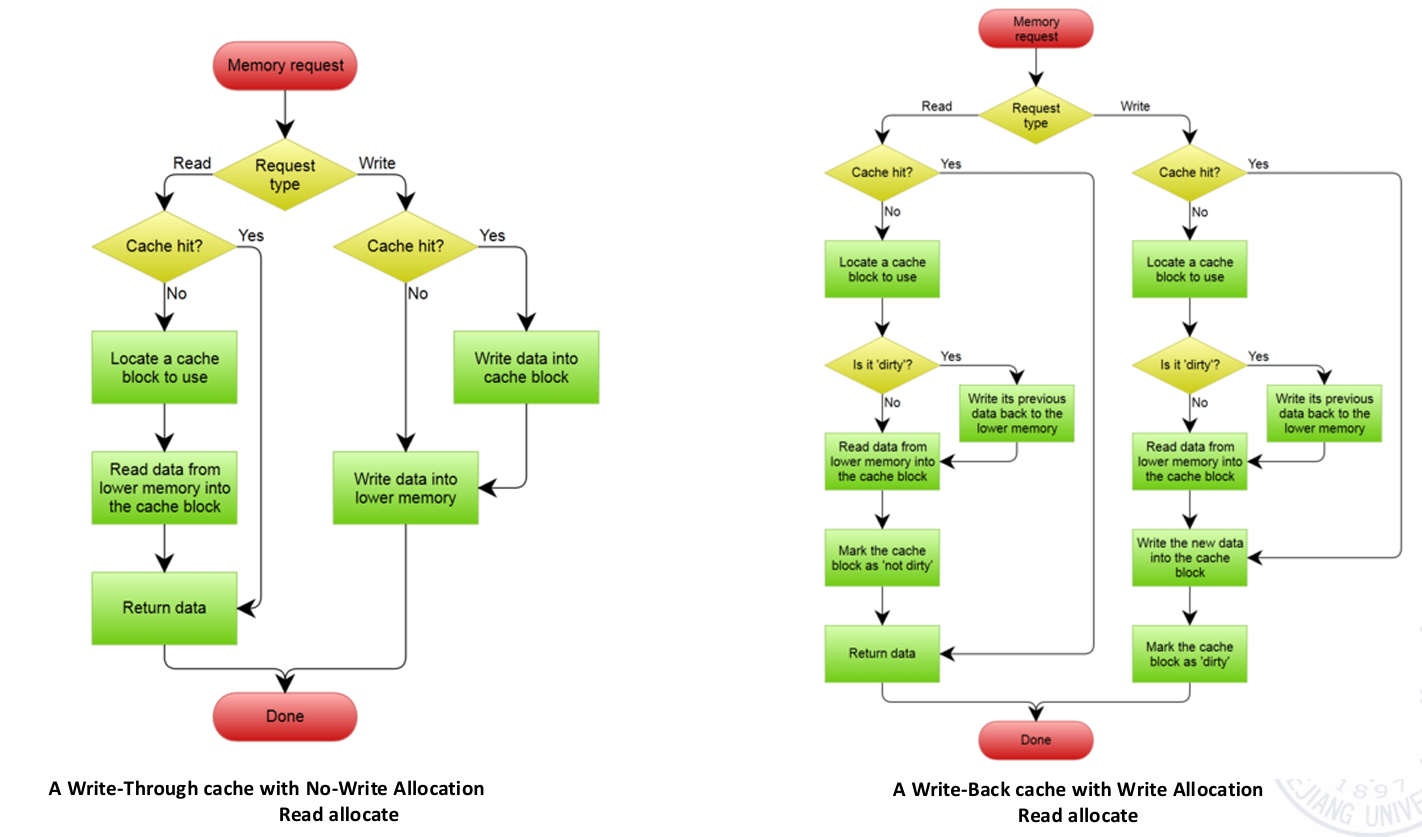 Memory request
Request
type
Read
Write
Cache hit?
Yes
No
Cache hit?
Yes
No
Locate a cache
block to use
Write data into
cache block
Read data from
lower memory into
the cache block
Write data into
lower memory
Return data
Done
A Write-Through cache with No-Write Allocation
Read allocate
Memory
request
Request
type
Read
Write
Cache hit?
Yes
No
Cache hit?
Yes
No
Locate a cache
block to use
Locate a cache
block to use
Is it 'dirty'?
Yes
No
Is it 'dirty'?
Yes
No
Write its previous
data back to the
lower memory
Write its previous
data back to the
lower memory
Read data from
lower memory into
the cache block
Read data from
lower memory into
the cache block
Mark the cache
block as 'not dirty'
Write the new data
into the cache
block
Return data
Mark the cache
block as 'dirty'
Done
A Write-Back cache with Write Allocation
Read allocate
1897